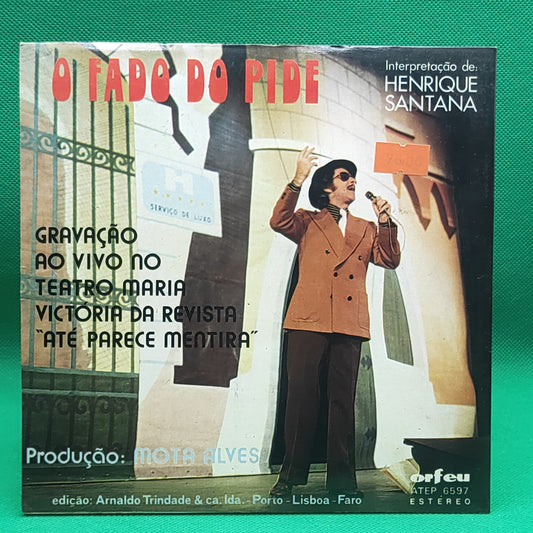 O FADO DO PIDE
Interpretação de:
HENRIQUE
SANTANA
SERVIÇO DE LUXO
GRAVAÇÃO
AO VIVO NO
TEATRO MARIA
VICTÓRIA DA REVISTA
"ATÉ PARECE MENTIRA"
Produção: MOTA ALVES
edição: Arnaldo Trindade & ca. lda. - Porto - Lisboa - Faro
orfeu
ATEP 6597
ESTÉREO